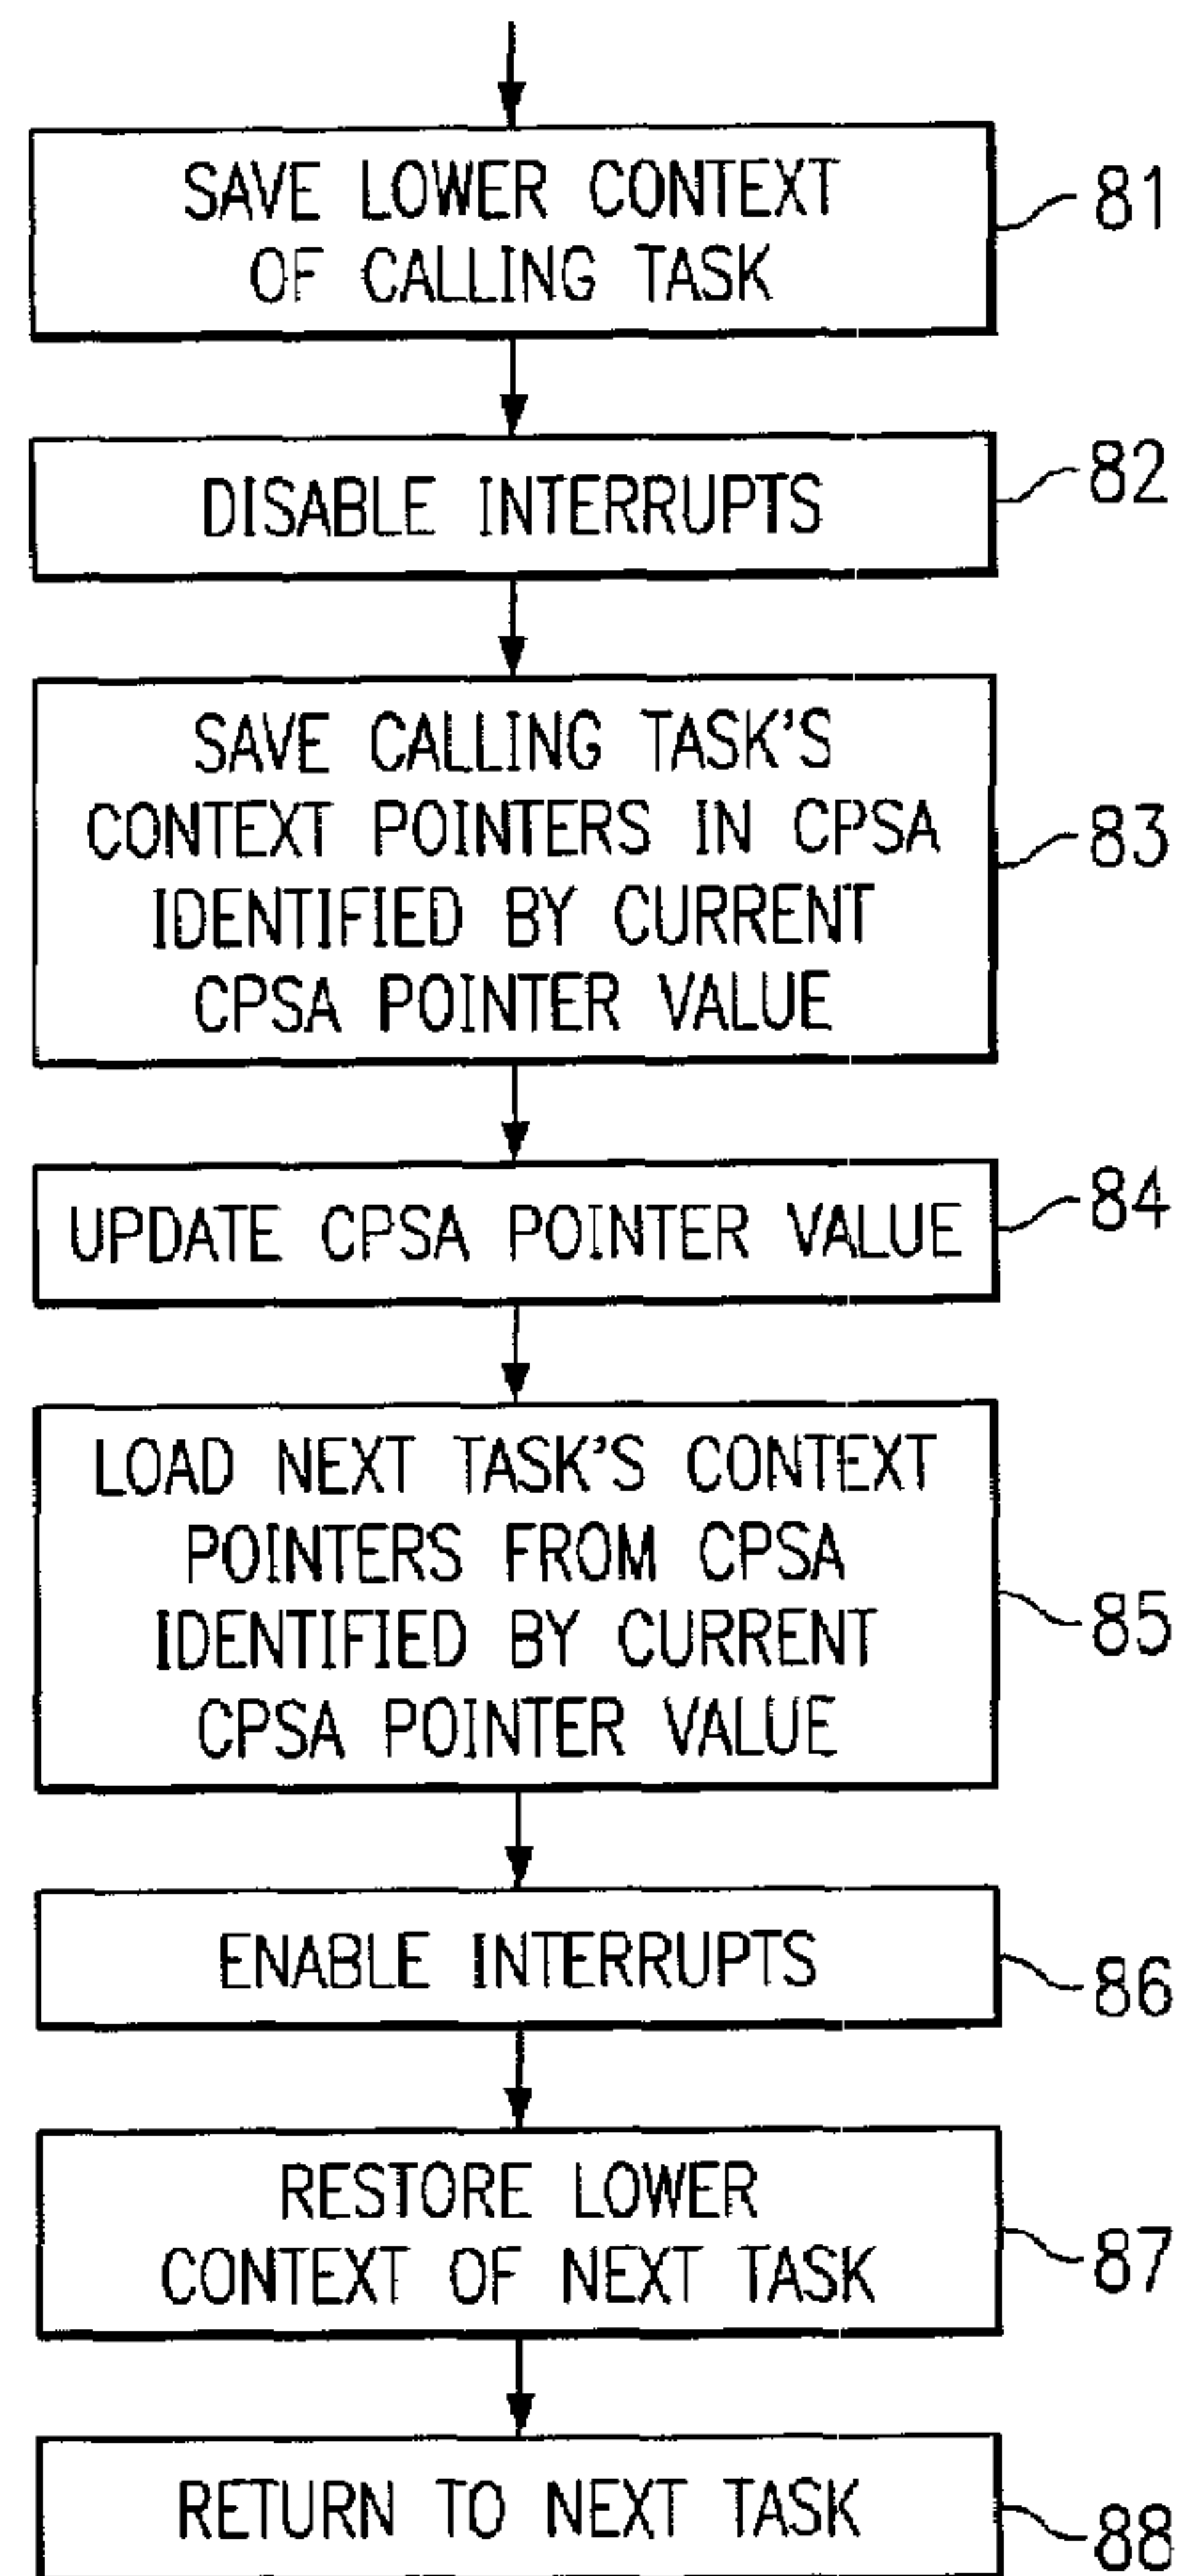 SAVE LOWER CONTEXT
OF CALLING TASK
81
DISABLE INTERRUPTS
82
SAVE CALLING TASK'S
CONTEXT POINTERS IN CPSA
IDENTIFIED BY CURRENT
CPSA POINTER VALUE
83
UPDATE CPSA POINTER VALUE
84
LOAD NEXT TASK'S CONTEXT
POINTERS FROM CPSA
IDENTIFIED BY CURRENT
CPSA POINTER VALUE
85
ENABLE INTERRUPTS
86
RESTORE LOWER
CONTEXT OF NEXT TASK
87
RETURN TO NEXT TASK
88